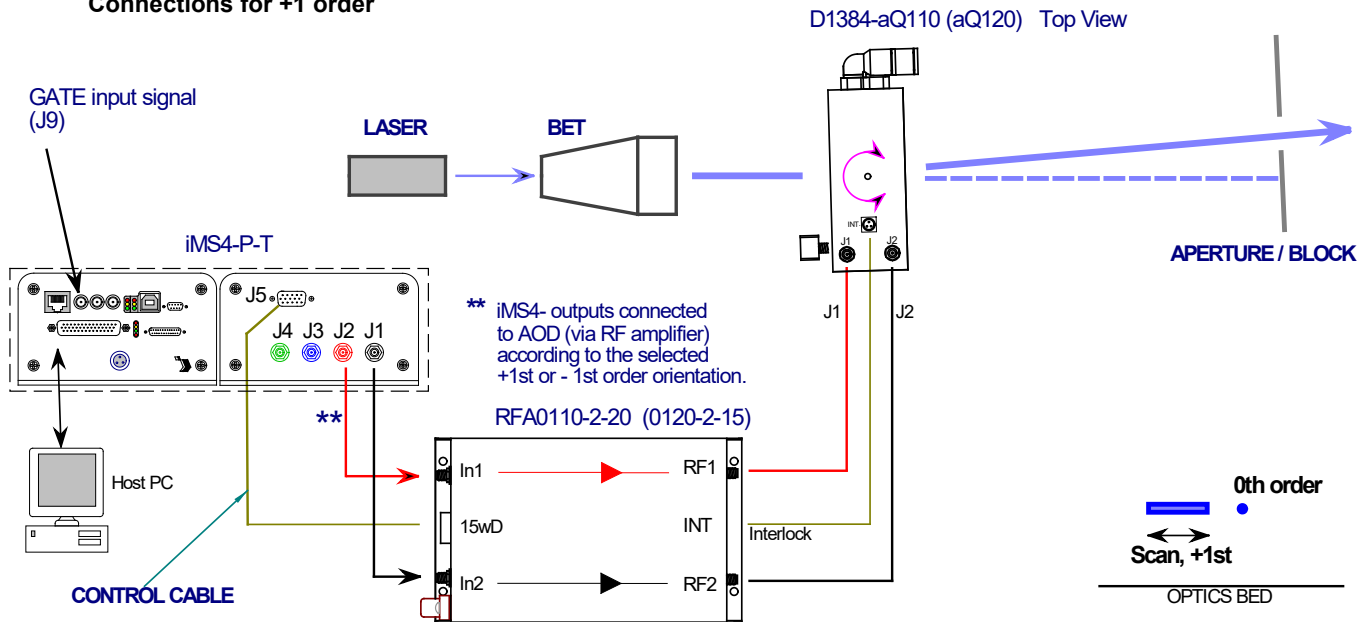 Connections for +1 order
D1384-aQ110 (aQ120) Top View
GATE input signal
(J9)
LASER
BET
INT
J1
J2
APERTURE / BLOCK
iMS4-P-T
J5
J4
J3
J2
J1
** iMS4- outputs connected
to AOD (via RF amplifier)
according to the selected
+1st or - 1st order orientation.
J1
J2
**
RFA0110-2-20 (0120-2-15)
In1
RF1
Host PC
15wD
INT
Interlock
In2
RF2
CONTROL CABLE
0th order
Scan, +1st
OPTICS BED